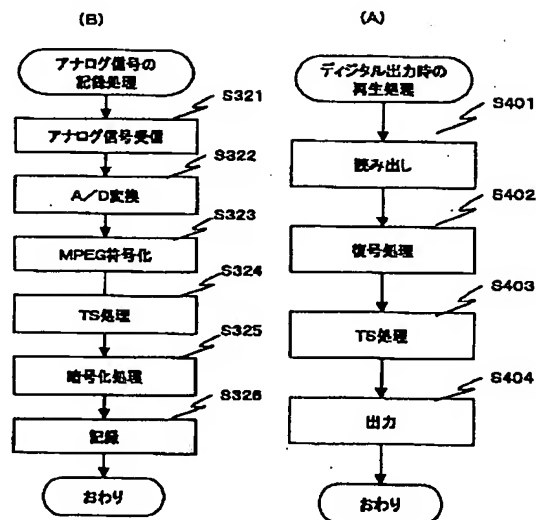 (B)
アナログ信号の
記録処理
S321
アナログ信号受信
S322
A/D変換
S323
MPEG符号化
S324
TS処理
S325
暗号化処理
S326
記録
おわり
(A)
ディジタル出力時の
再生処理
S401
読み出し
S402
復号処理
S403
TS処理
S404
出力
おわり